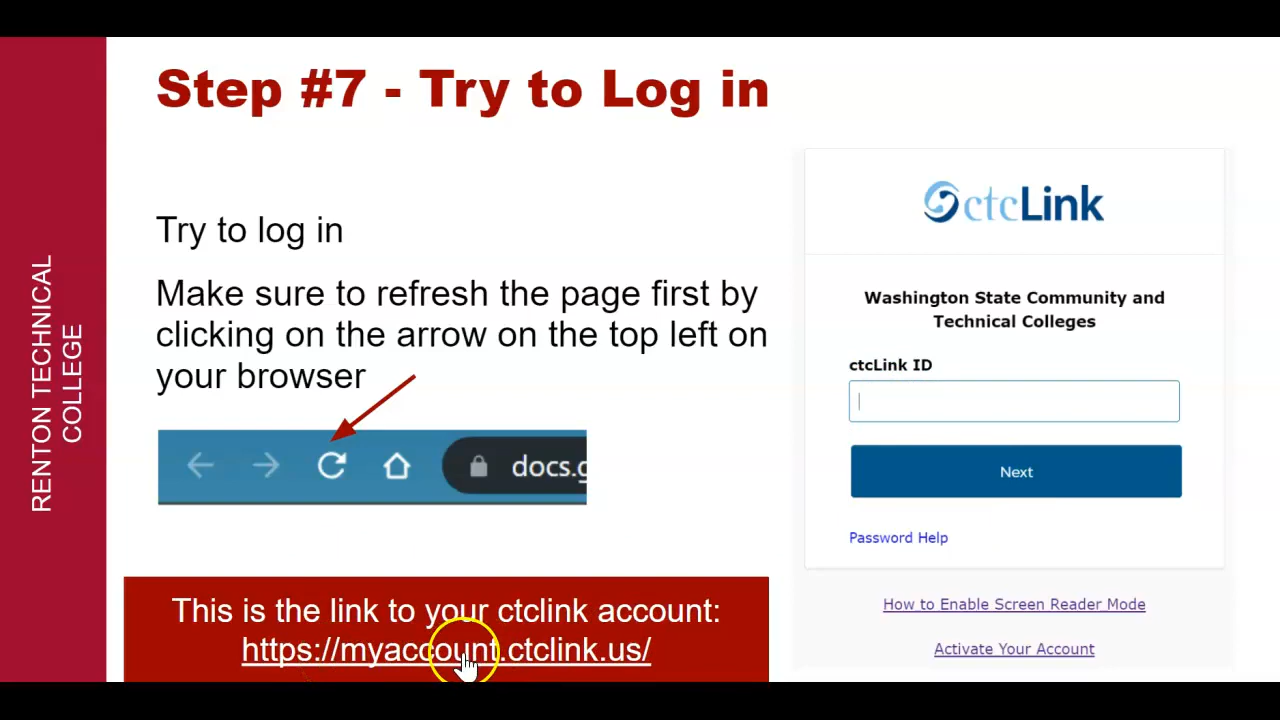 RENTON TECHNICAL
COLLEGE
Step #7 - Try to Log in
Try to log in
Make sure to refresh the page first by
clicking on the arrow on the top left on
your browser
docs.g
This is the link to your ctclink account:
https://myaccount.ctclink.us/
ctcLink
Washington State Community and
Technical Colleges
ctcLink ID
Next
Password Help
How to Enable Screen Reader Mode
Activate Your Account